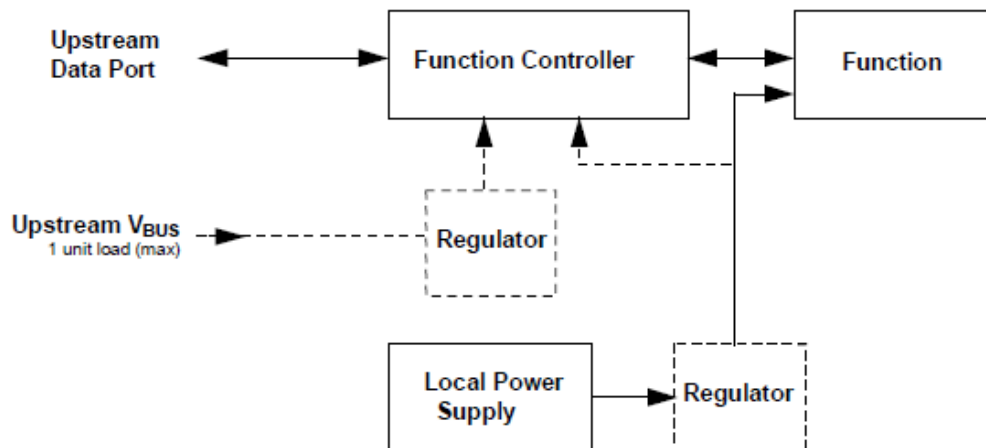 Upstream
Data Port
Function Controller
Function
Upstream VBUS
1 unit load (max)
Regulator
Local Power
Supply
Regulator